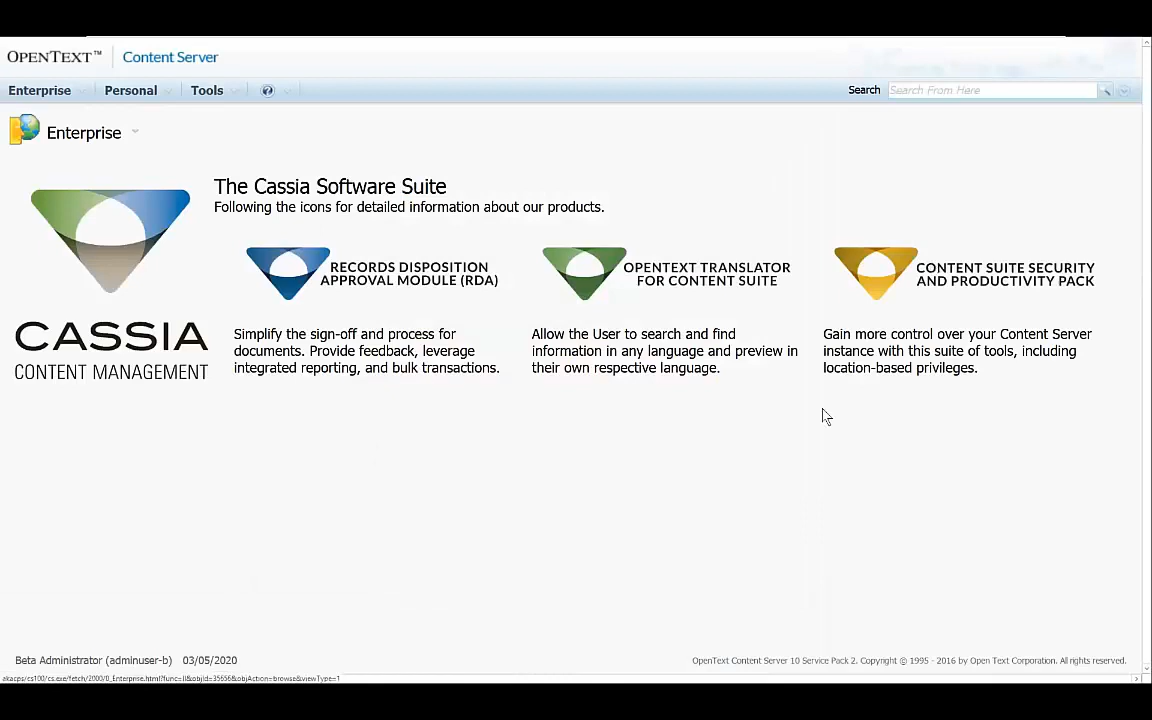 OPENTEXT™ Content Server
Enterprise Personal Tools Search Search From Here
Enterprise
The Cassia Software Suite
Following the icons for detailed information about our products.
RECORDS DISPOSITION
APPROVAL MODULE (RDA)
OPENTEXT TRANSLATOR
FOR CONTENT SUITE
CONTENT SUITE SECURITY
AND PRODUCTIVITY PACK
CASSIA
CONTENT MANAGEMENT
Simplify the sign-off and process for
documents. Provide feedback, leverage
integrated reporting, and bulk transactions.
Allow the User to search and find
information in any language and preview in
their own respective language.
Gain more control over your Content Server
instance with this suite of tools, including
location-based privileges.
Beta Administrator (adminuser-b) 03/05/2020
OpenText Content Server 10 Service Pack 2. Copyright © 1995 - 2016 by Open Text Corporation. All rights reserved.